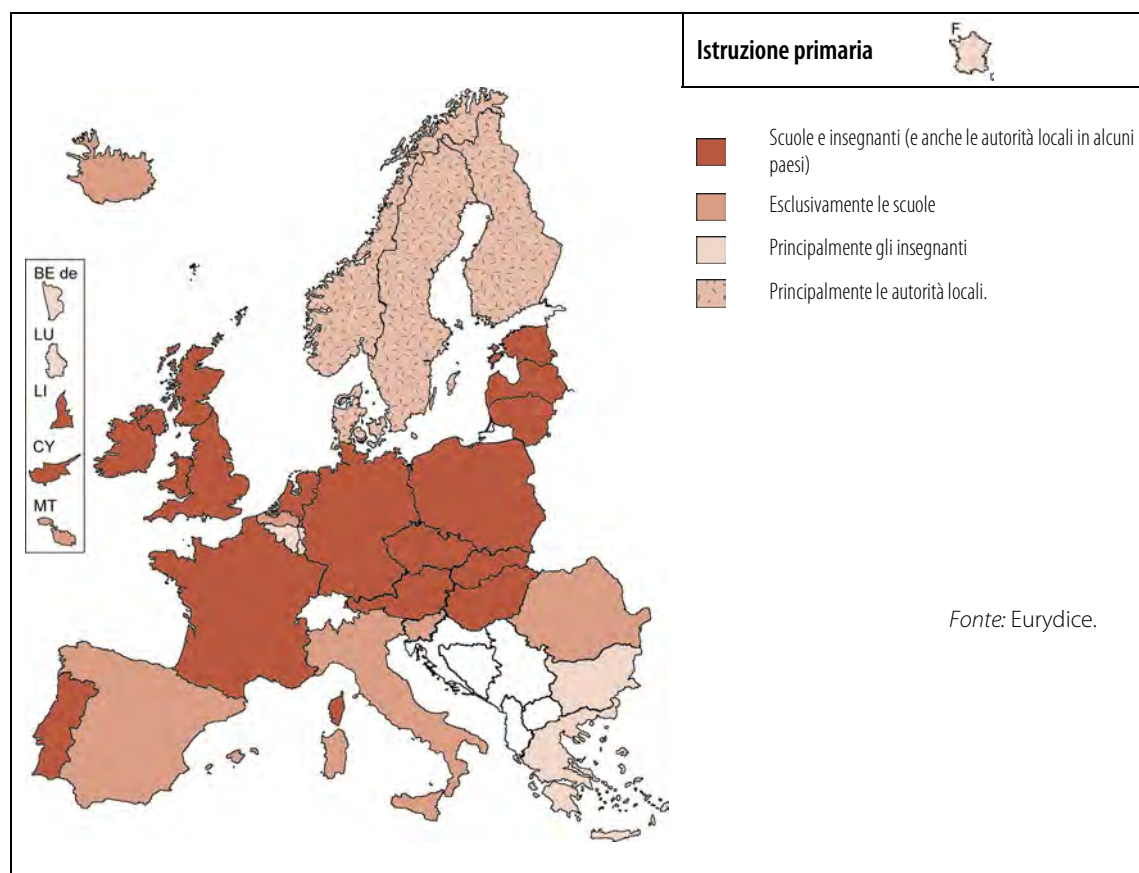 Istruzione primaria
F
Scuole e insegnanti (e anche le autorità locali in alcuni
paesi)
Esclusivamente le scuole
Principalmente gli insegnanti
Principalmente le autorità locali.
BE de
LU
LI
CY
MT
Fonte: Eurydice.